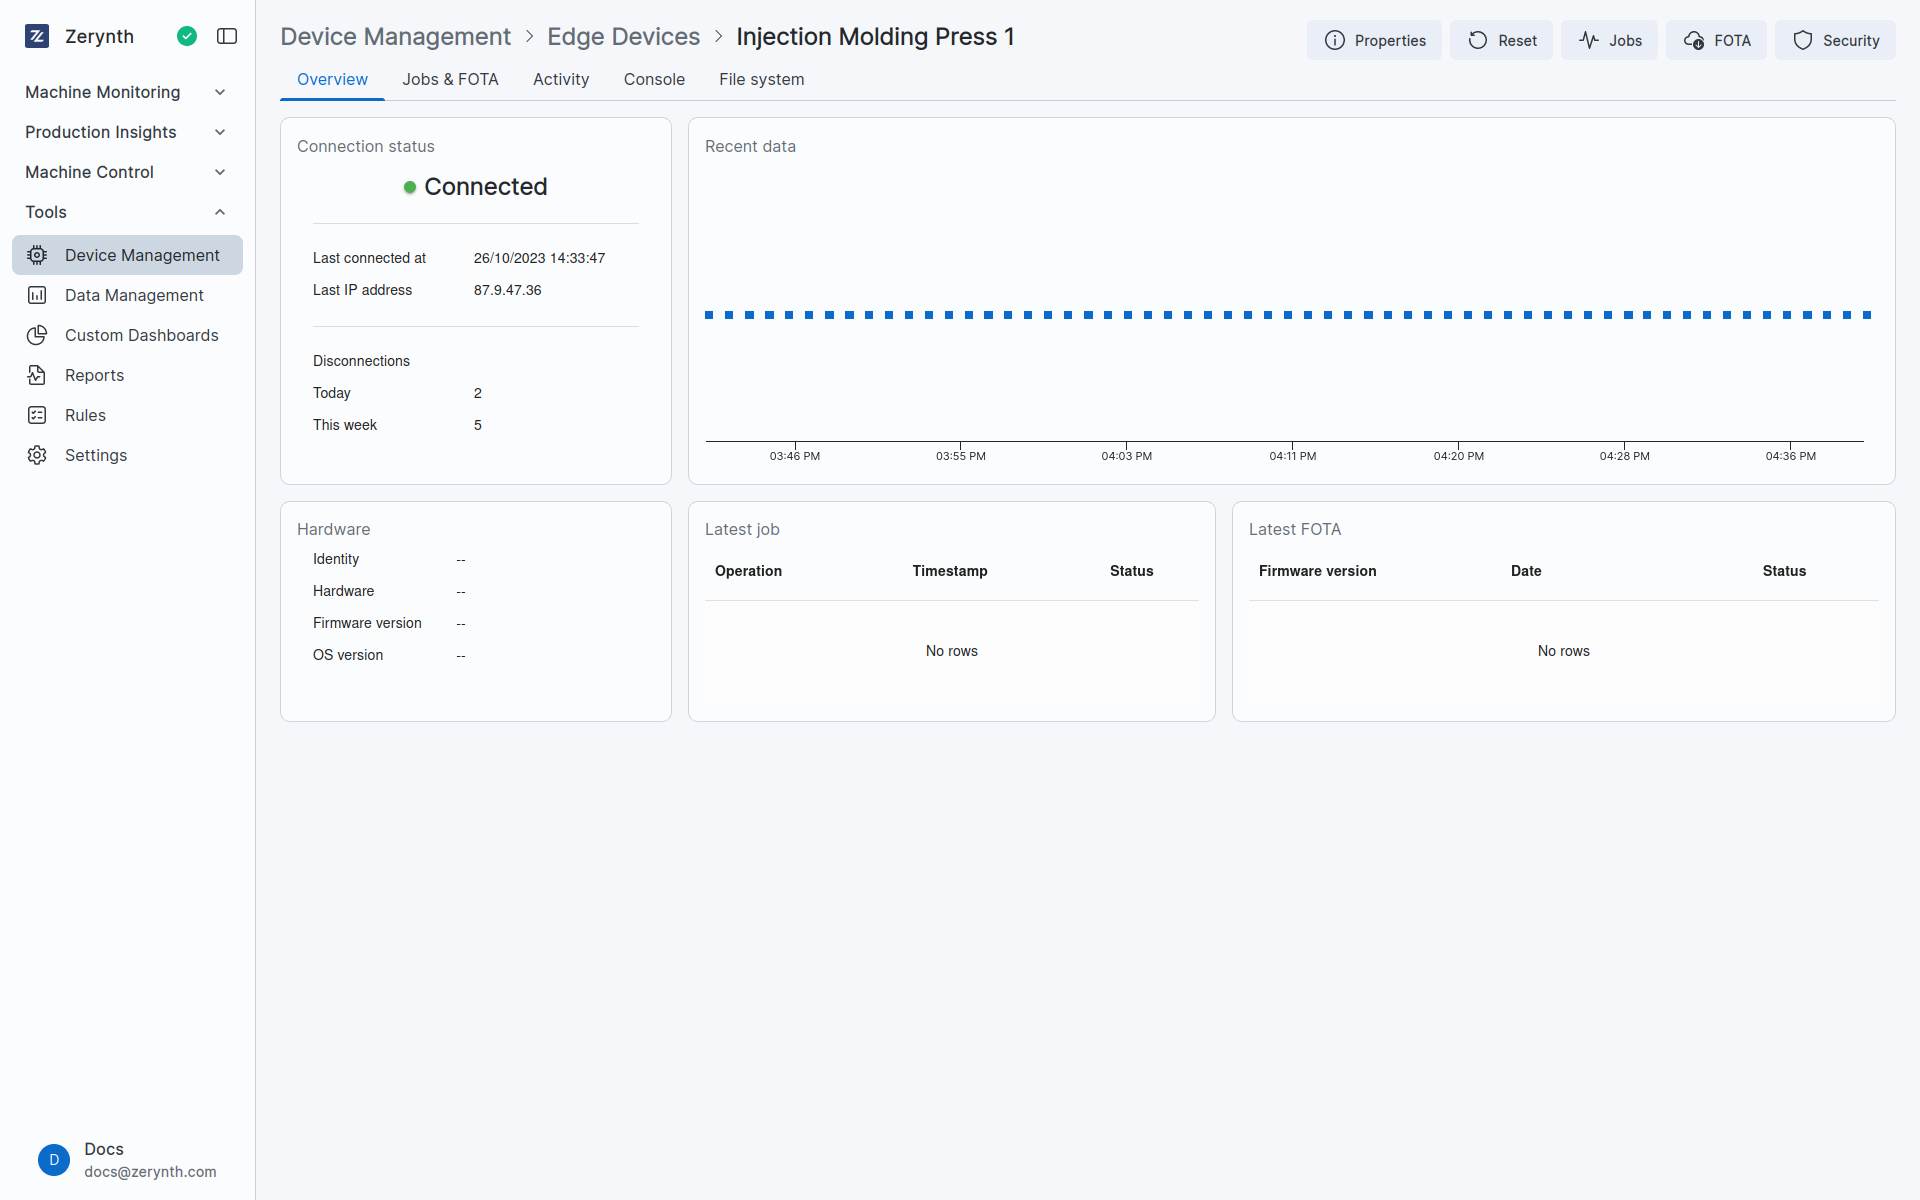 Zerynth
Machine Monitoring
Production Insights
Machine Control
Tools
Device Management
Data Management
Custom Dashboards
Reports
Rules
Settings
D
Docs
docs@zerynth.com
Device Management > Edge Devices > Injection Molding Press 1
Properties
Reset
Jobs
FOTA
Security
Overview
Jobs & FOTA
Activity
Console
File system
Connection status
Connected
Last connected at 26/10/2023 14:33:47
Last IP address 87.9.47.36
Disconnections
Today 2
This week 5
Recent data
03:46 PM 03:55 PM 04:03 PM 04:11 PM 04:20 PM 04:28 PM 04:36 PM
Hardware
Identity --
Hardware --
Firmware version --
OS version --
Latest job
Operation Timestamp Status
No rows
Latest FOTA
Firmware version Date Status
No rows